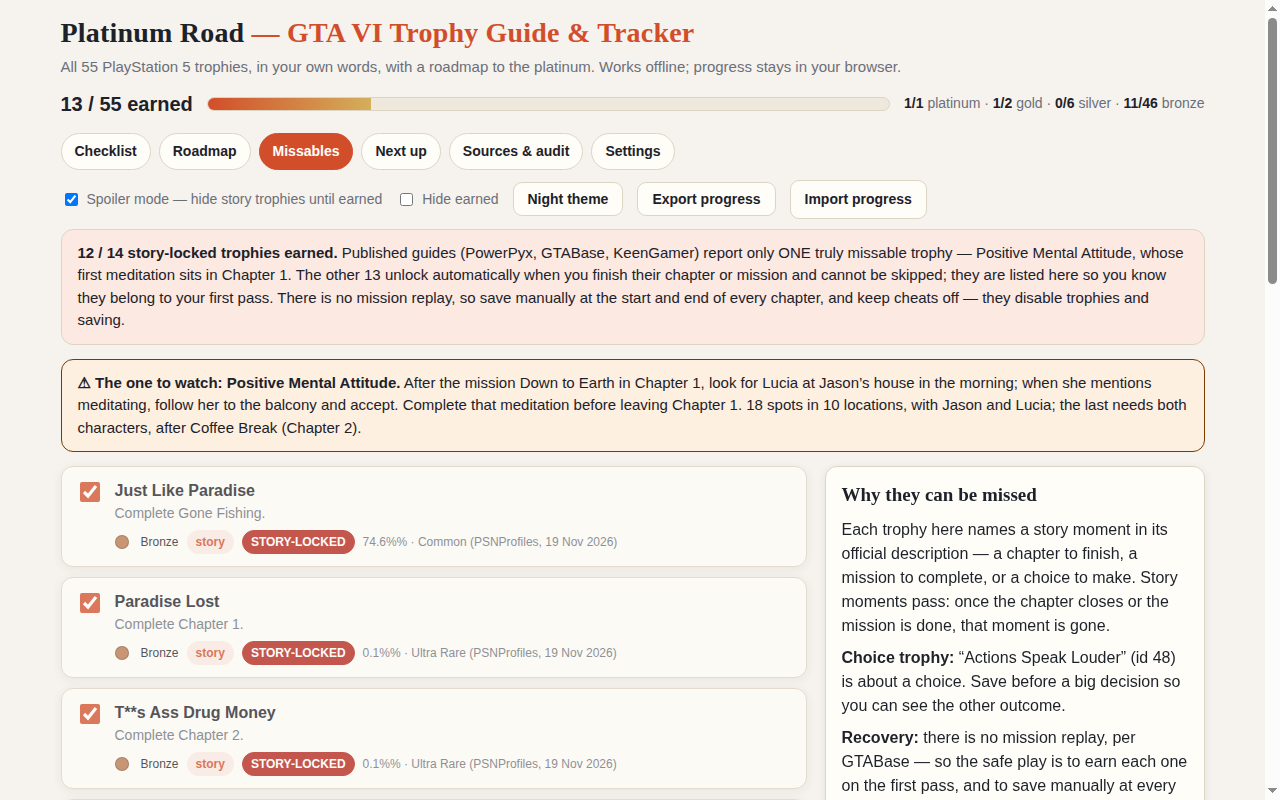 Platinum Road — GTA VI Trophy Guide & Tracker
All 55 PlayStation 5 trophies, in your own words, with a roadmap to the platinum. Works offline; progress stays in your browser.
13 / 55 earned
1/1 platinum · 1/2 gold · 0/6 silver · 11/46 bronze
Checklist
Roadmap
Missables
Next up
Sources & audit
Settings
Spoiler mode — hide story trophies until earned
Hide earned
Night theme
Export progress
Import progress
12 / 14 story-locked trophies earned. Published guides (PowerPyx, GTABase, KeenGamer) report only ONE truly missable trophy — Positive Mental Attitude, whose
first meditation sits in Chapter 1. The other 13 unlock automatically when you finish their chapter or mission and cannot be skipped; they are listed here so you know
they belong to your first pass. There is no mission replay, so save manually at the start and end of every chapter, and keep cheats off — they disable trophies and
saving.
⚠ The one to watch: Positive Mental Attitude. After the mission Down to Earth in Chapter 1, look for Lucia at Jason’s house in the morning; when she mentions
meditating, follow her to the balcony and accept. Complete that meditation before leaving Chapter 1. 18 spots in 10 locations, with Jason and Lucia; the last needs both
characters, after Coffee Break (Chapter 2).
Just Like Paradise
Complete Gone Fishing.
Bronze story STORY-LOCKED 74.6%% · Common (PSNProfiles, 19 Nov 2026)
Paradise Lost
Complete Chapter 1.
Bronze story STORY-LOCKED 0.1%% · Ultra Rare (PSNProfiles, 19 Nov 2026)
T**s Ass Drug Money
Complete Chapter 2.
Bronze story STORY-LOCKED 0.1%% · Ultra Rare (PSNProfiles, 19 Nov 2026)
Why they can be missed
Each trophy here names a story moment in its
official description — a chapter to finish, a
mission to complete, or a choice to make. Story
moments pass: once the chapter closes or the
mission is done, that moment is gone.
Choice trophy: “Actions Speak Louder” (id 48)
is about a choice. Save before a big decision so
you can see the other outcome.
Recovery: there is no mission replay, per
GTABase — so the safe play is to earn each one
on the first pass, and to save manually at every